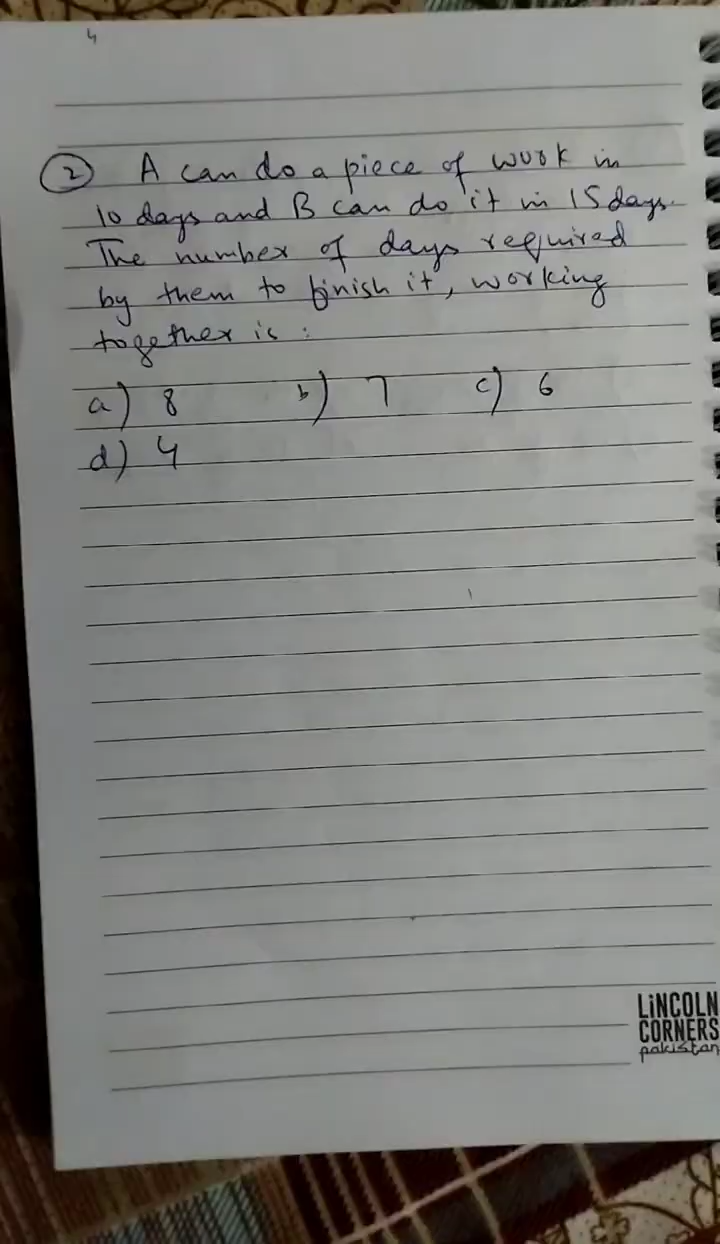 4
2 A can do a piece of work in
10 days and B can do it in 15 days.
The number of days required
by them to finish it, working
together is :
a) 8 b) 7 c) 6
d) 4
LiNCOLN
CORNERS
pakistan